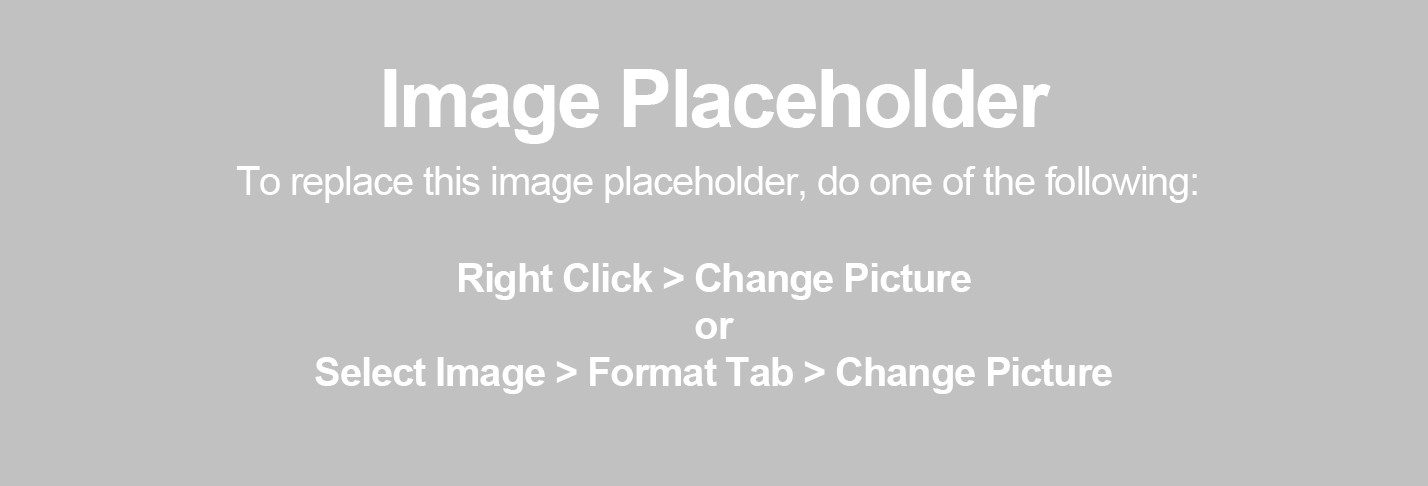 Image Placeholder
To replace this image placeholder, do one of the following:
Right Click > Change Picture
or
Select Image > Format Tab > Change Picture